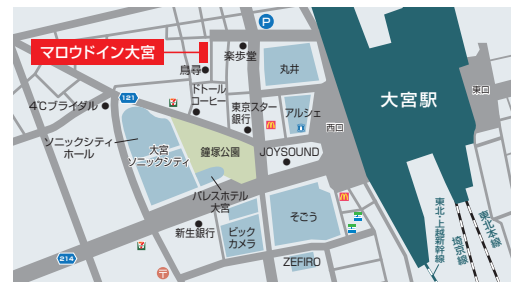 P
マロウドイン大宮
楽歩堂
鳥尋
丸井
大宮駅
東口
ドトール
コーヒー
121
4℃ブライダル
7
東京スター
銀行
アルシェ
M
西口
ソニックシティ
ホール
大宮
ソニックシティ
鐘塚公園
JOYSOUND
パレスホテル
大宮
M
そごう
新生銀行
ビック
カメラ
7
214
〒
ZEFIRO
東北・上越新幹線
埼京線
東北本線